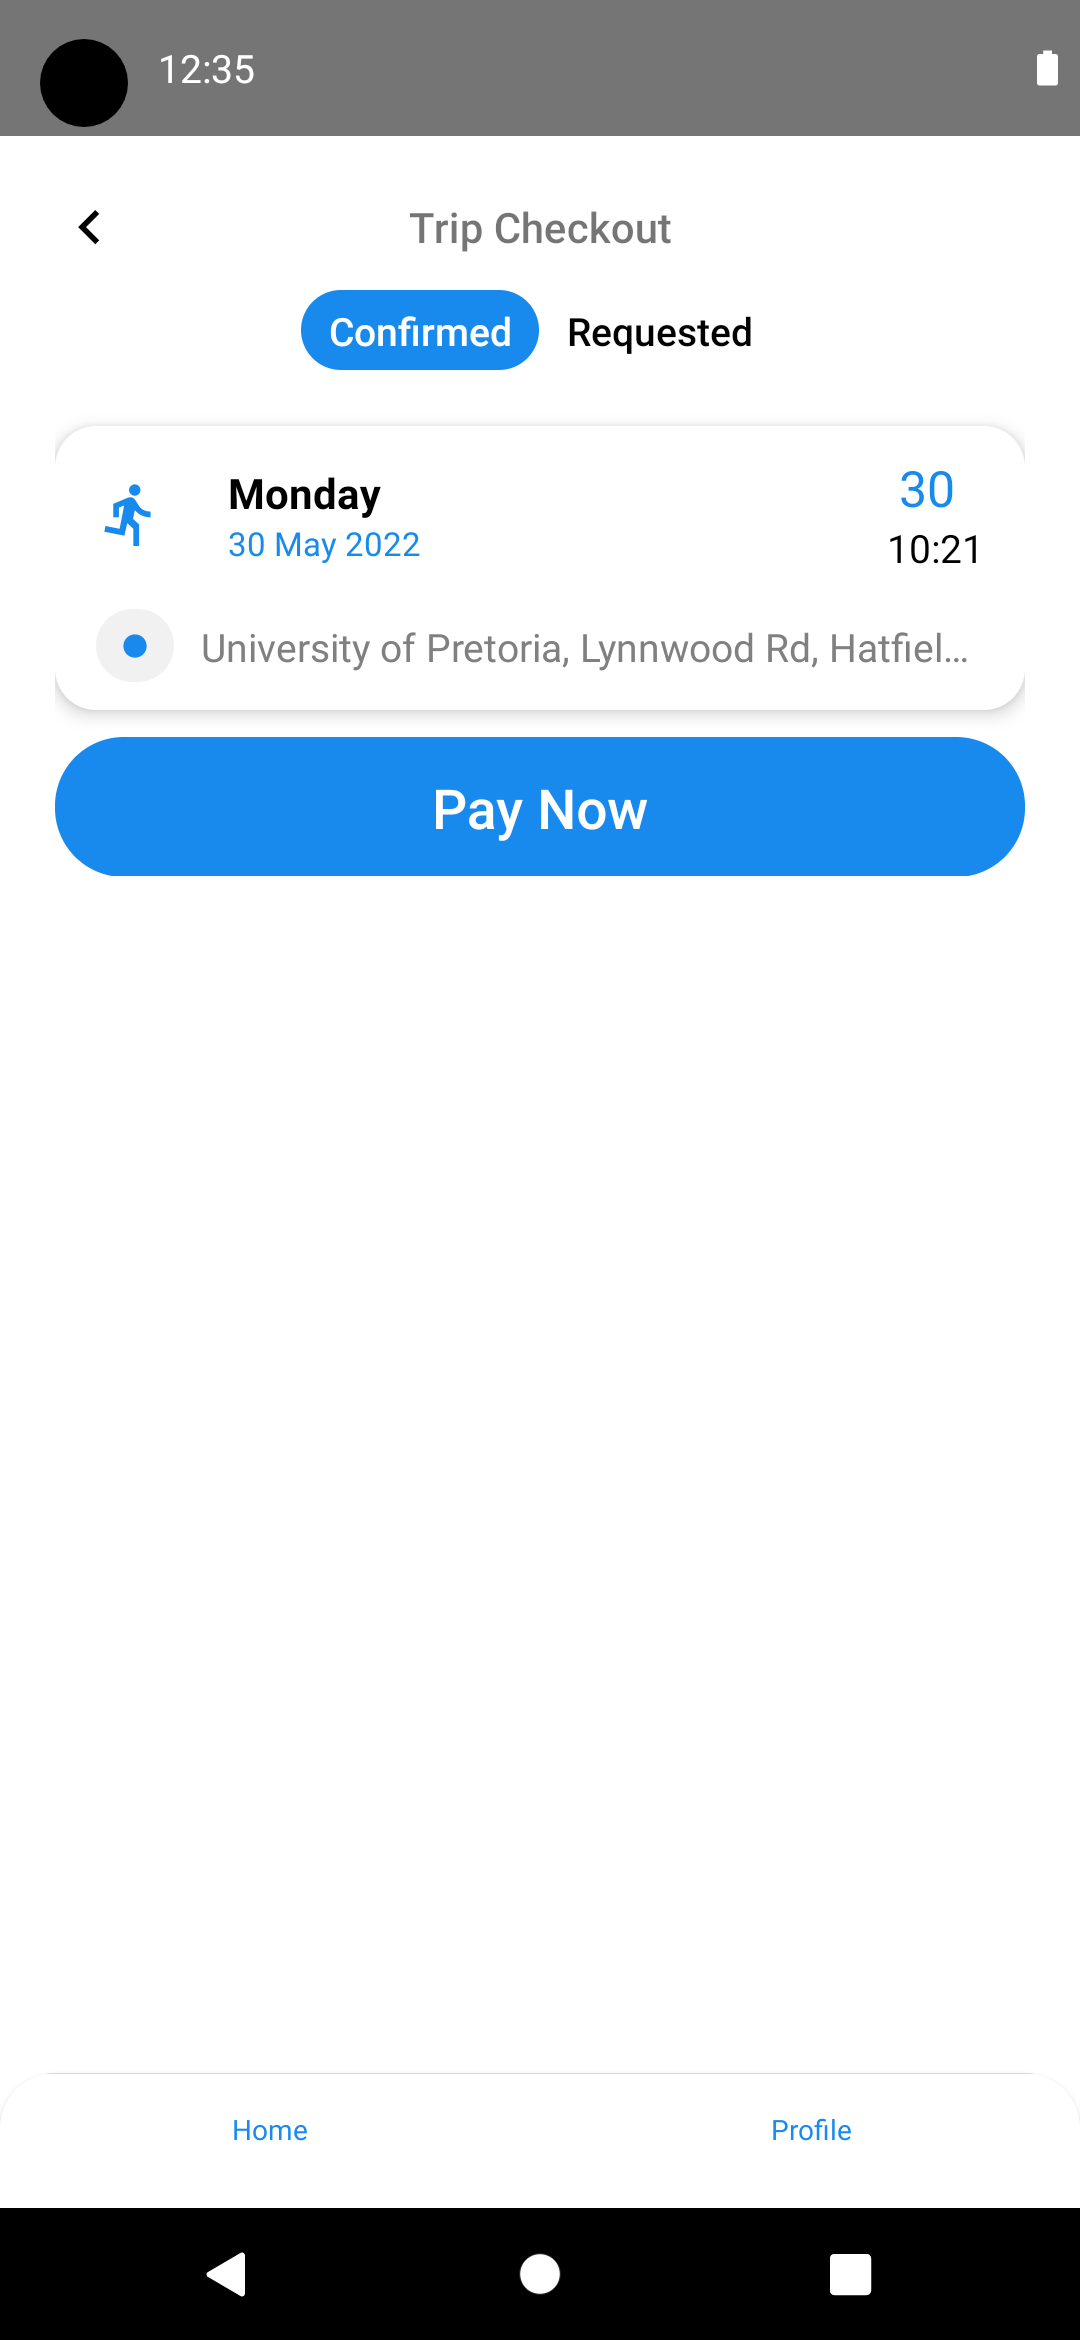 12:35
Trip Checkout
Confirmed Requested
Monday
30 May 2022
30
10:21
University of Pretoria, Lynnwood Rd, Hatfiel...
Pay Now
Home Profile